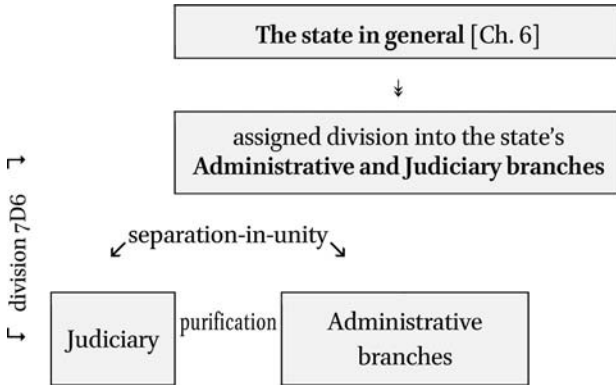 The state in general [Ch. 6]
↡
assigned division into the state's
Administrative and Judiciary branches
division 7D6
separation-in-unity
Judiciary
purification
Administrative
branches